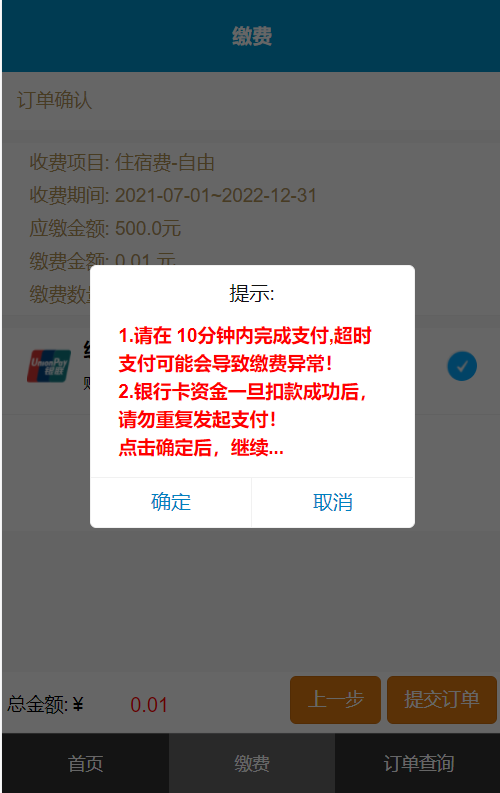 缴费
订单确认
收费项目: 住宿费-自由
收费期间: 2021-07-01~2022-12-31
应缴金额: 500.0元
缴费金额: 0.01 元
缴费数
提示:
1.请在 10分钟内完成支付,超时
支付可能会导致缴费异常！
2.银行卡资金一旦扣款成功后，
请勿重复发起支付！
点击确定后，继续...
确定
取消
UnionPay
银联
总金额: ¥ 0.01
上一步
提交订单
首页
缴费
订单查询